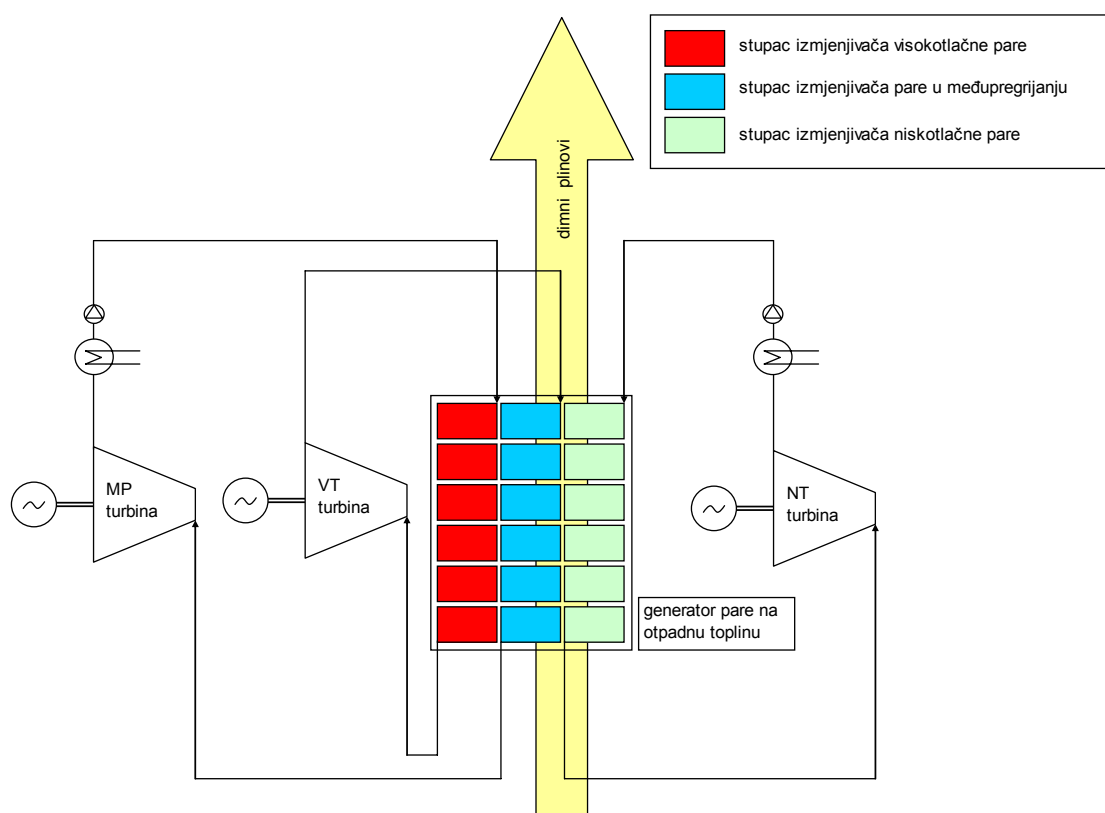 stupac izmjenjivača visokotlačne pare
stupac izmjenjivača pare u međupregrijanju
stupac izmjenjivača niskotlačne pare
dimni plinovi
MP
turbina
VT
turbina
NT
turbina
generator pare na
otpadnu toplinu